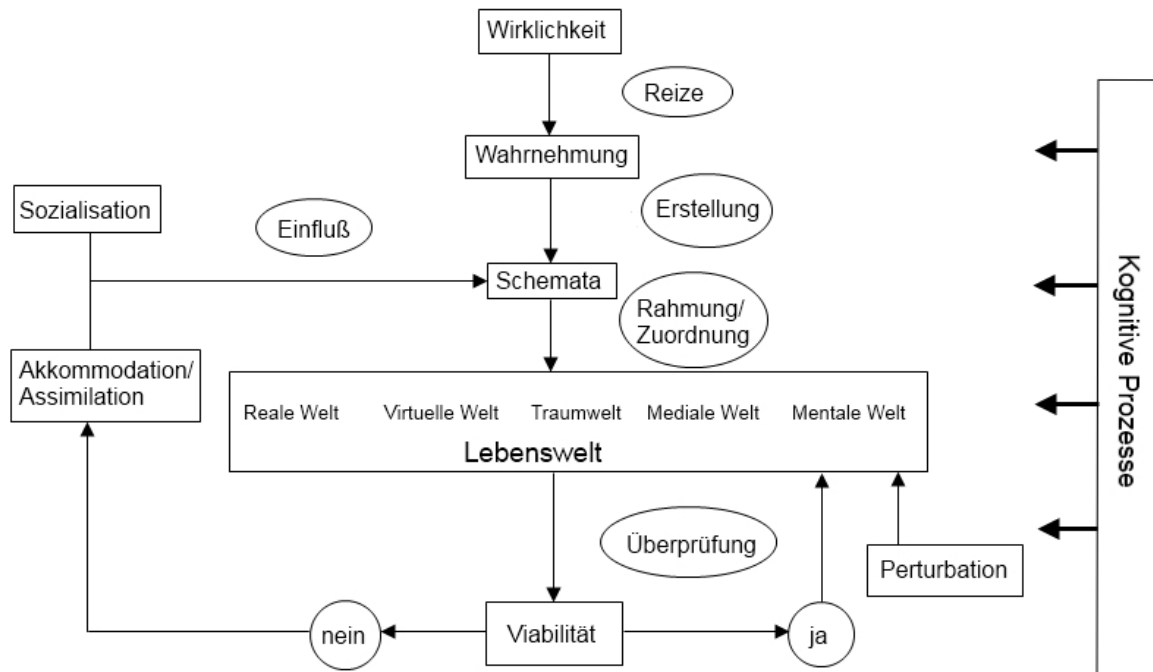 Wirklichkeit
Reize
Wahrnehmung
Sozialisation
Einfluß
Erstellung
Schemata
Rahmung/
Zuordnung
Akkommodation/
Assimilation
Reale Welt
Virtuelle Welt
Traumwelt
Mediale Welt
Mentale Welt
Lebenswelt
Überprüfung
Perturbation
nein
Viabilität
ja
Kognitive Prozesse